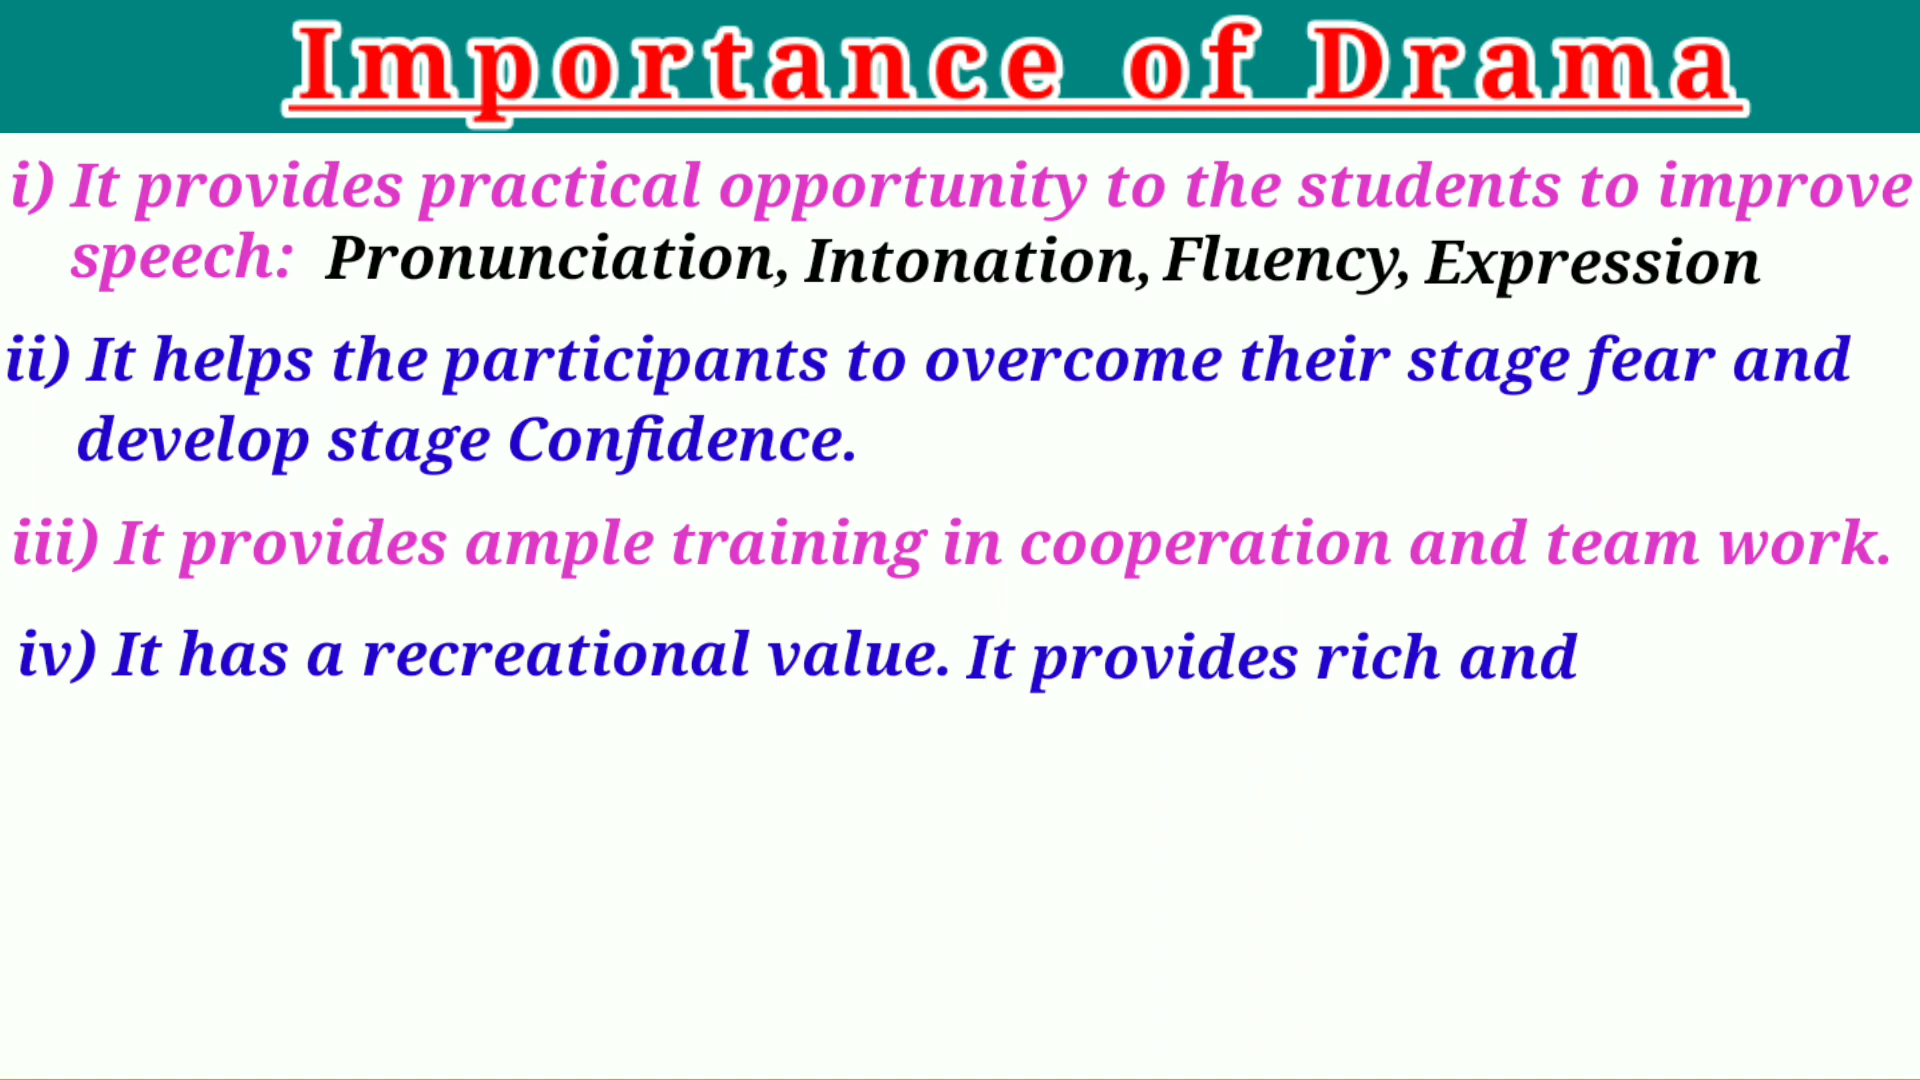 Importance of Drama
i) It provides practical opportunity to the students to improve
speech: Pronunciation, Intonation, Fluency, Expression
ii) It helps the participants to overcome their stage fear and
develop stage Confidence.
iii) It provides ample training in cooperation and team work.
iv) It has a recreational value. It provides rich and